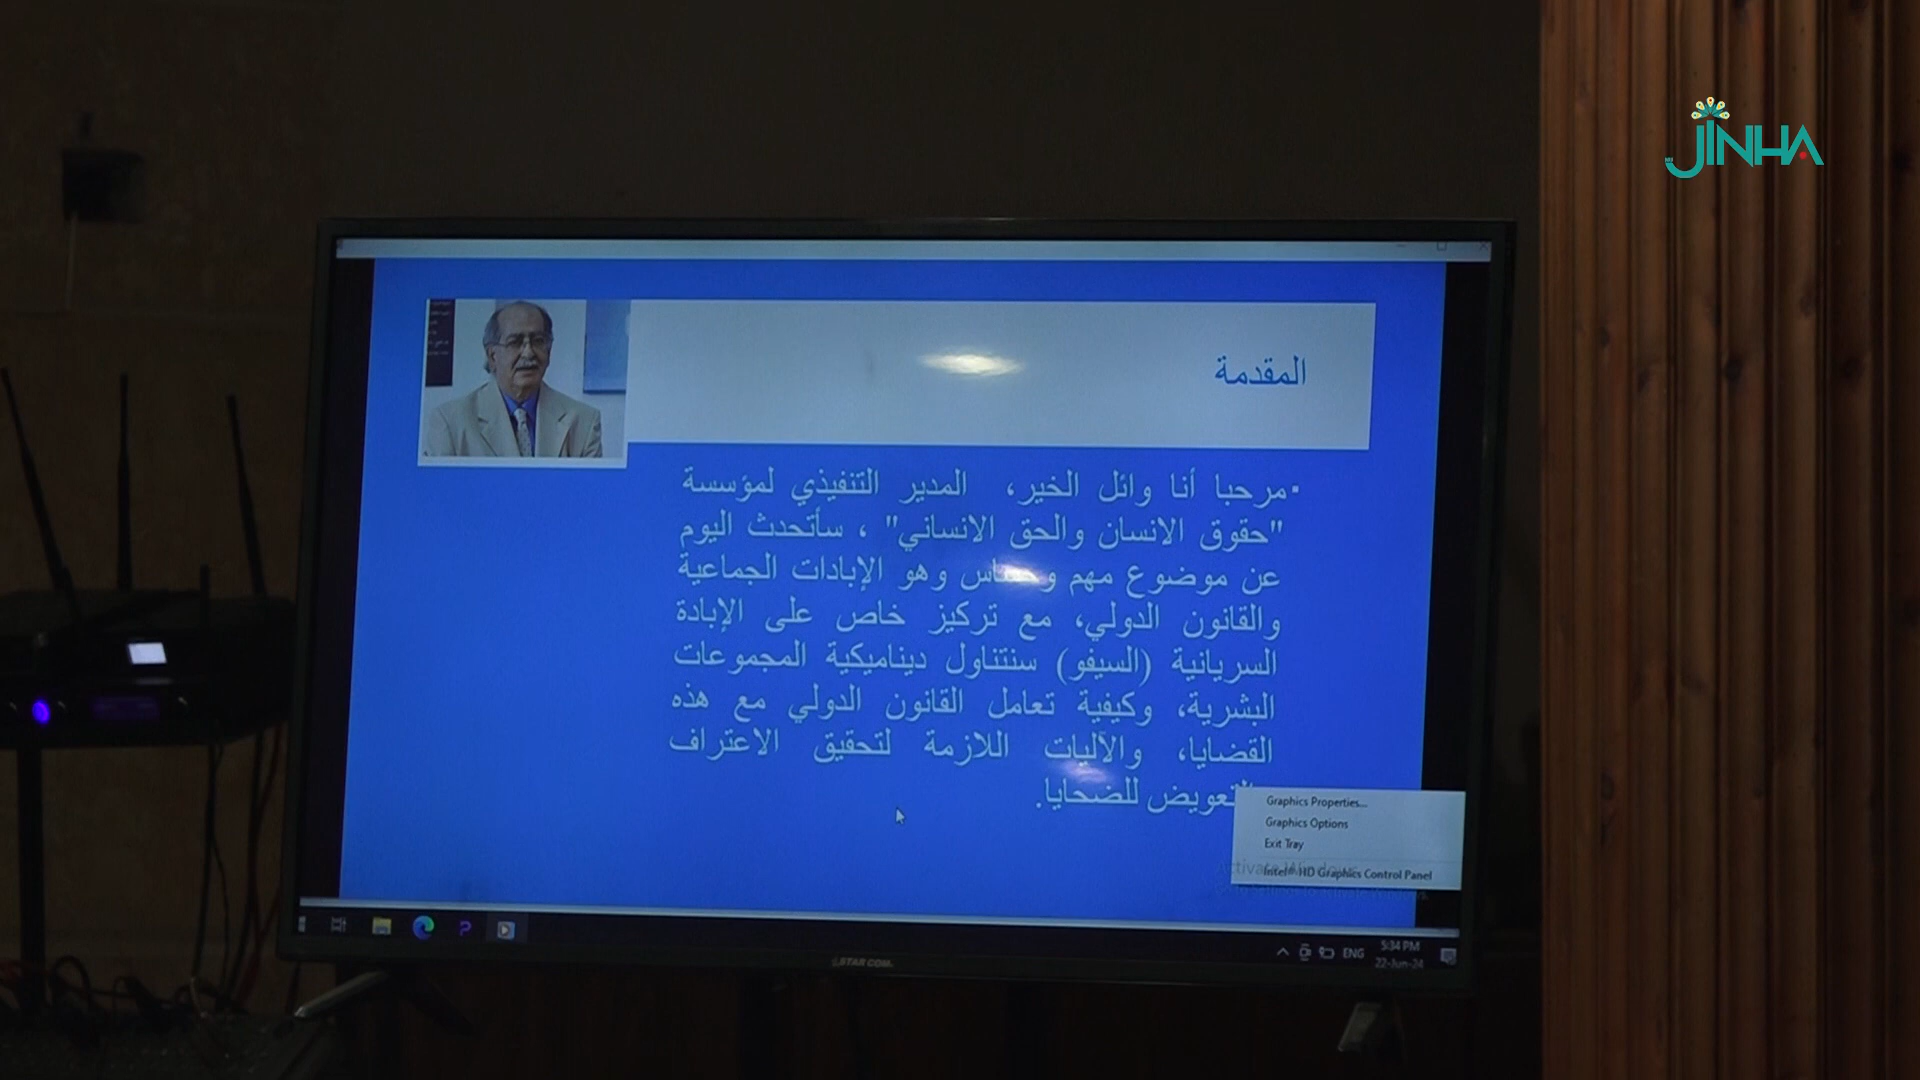 JINHA
المقدمة
•مرحبا أنا وائل الخير، المدير التنفيذي لمؤسسة
"حقوق الانسان والحق الانساني" ، سأتحدث اليوم
عن موضوع مهم وهو الإبادات الجماعية
والقانون الدولي، مع تركيز خاص على الإبادة
السريانية (السيفو) سنتناول ديناميكية المجموعات
البشرية، وكيفية تعامل القانون الدولي مع هذه
القضايا، والآليات اللازمة لتحقيق الاعتراف
للضحايا.
Graphics Properties...
Graphics Options
Exit Tray
Intel® HD Graphics Control Panel
ENG
5:34 PM
22-Jun-24
STAR COM.